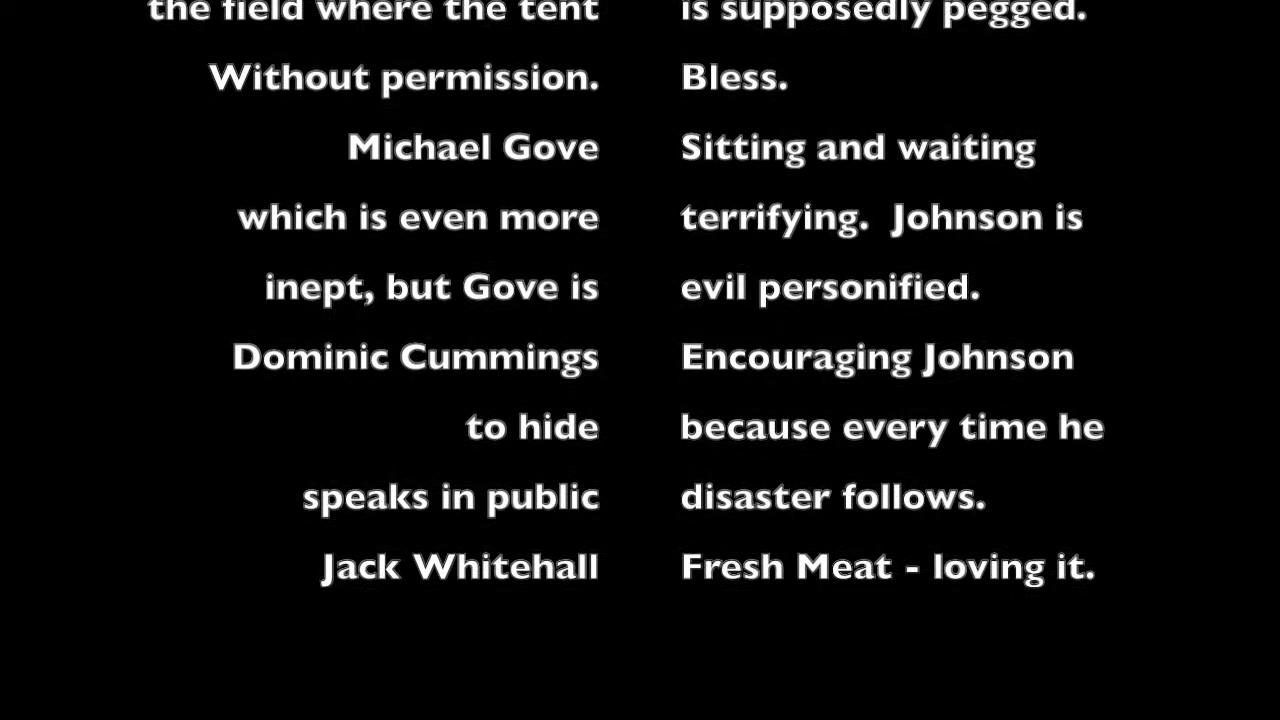 the field where the tent is supposedly pegged.
Without permission. Bless.
Michael Gove Sitting and waiting
which is even more terrifying. Johnson is
inept, but Gove is evil personified.
Dominic Cummings Encouraging Johnson
to hide because every time he
speaks in public disaster follows.
Jack Whitehall Fresh Meat - loving it.